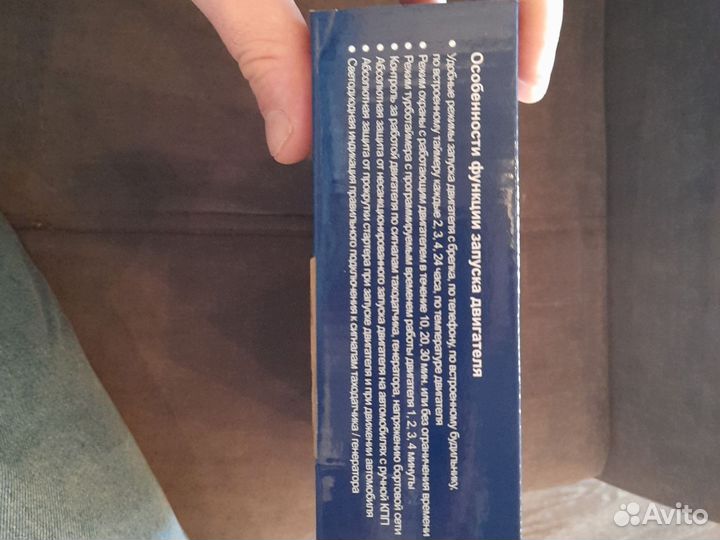 Особенности функции запуска двигателя
• Удобные режимы запуска двигателя с брелка, по телефону, по встроенному будильнику,
по встроенному таймеру каждые 2, 3, 4, 24 часа, по температуре двигателя
• Режим охраны с работающим двигателем в течение 10, 20, 30 мин. или без ограничения времени
• Режим турботаймера с программируемым временем работы двигателя 1, 2, 3, 4 минуты
• Контроль за работой двигателя по сигналам таходатчика, генератора, напряжению бортовой сети
• Абсолютная защита от несанкционированного запуска двигателя на автомобилях с ручной КПП
• Абсолютная защита от прокрутки стартера при запуске двигателя и при движении автомобиля
• Светодиодная индикация правильного подключения к сигналам таходатчика / генератора
Avito